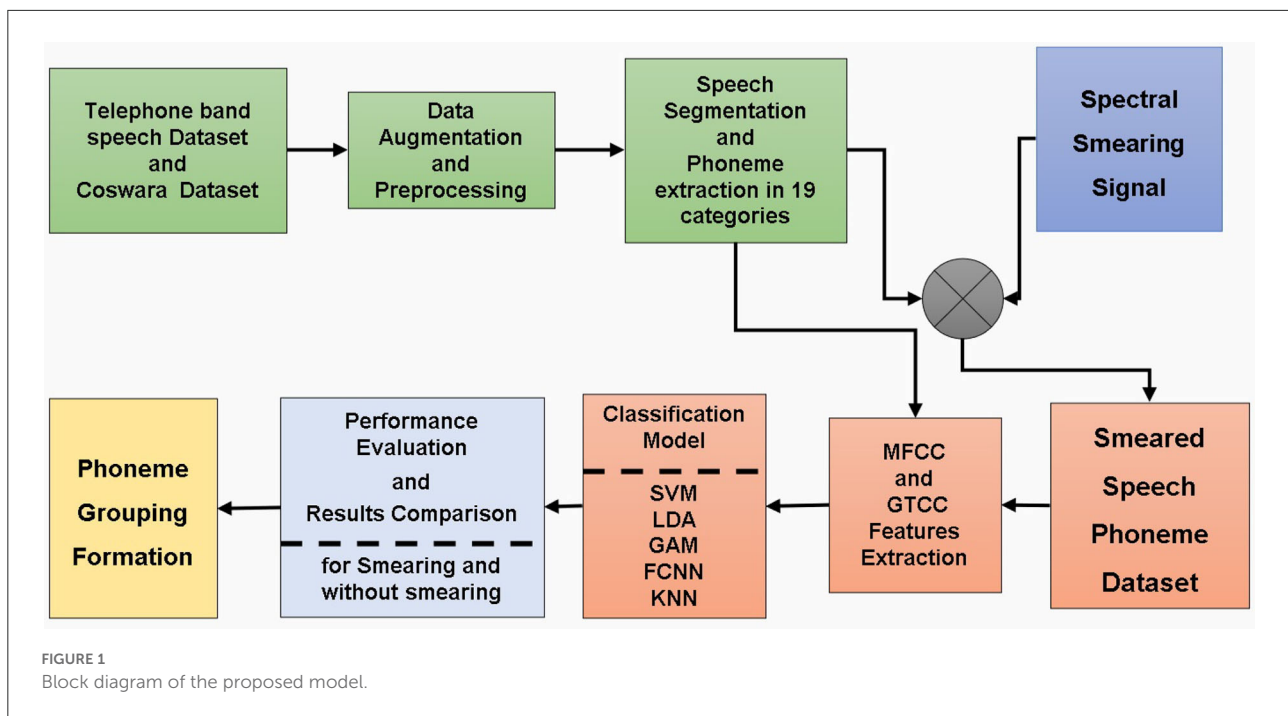 Telephone band
speech Dataset
and
Coswara Dataset
Data
Augmentation
and
Preprocessing
Speech
Segmentation
and
Phoneme
extraction in 19
categories
Spectral
Smearing
Signal
Phoneme
Grouping
Formation
Performance
Evaluation
and
Results Comparison
for Smearing and
without smearing
Classification
Model
SVM
LDA
GAM
FCNN
KNN
MFCC
and
GTCC
Features
Extraction
Smeared
Speech
Phoneme
Dataset
FIGURE 1
Block diagram of the proposed model.